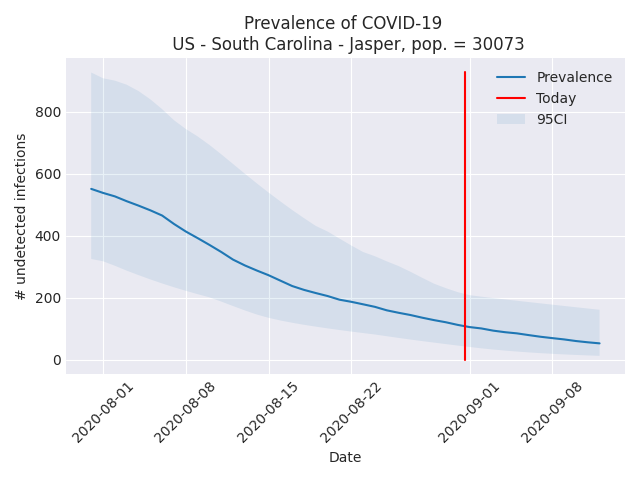 Prevalence of COVID-19
US - South Carolina - Jasper, pop. = 30073
Prevalence
Today
95CI
# undetected infections
800
600
400
200
0
2020-08-01
2020-08-08
2020-08-15
2020-08-22
2020-09-01
2020-09-08
Date